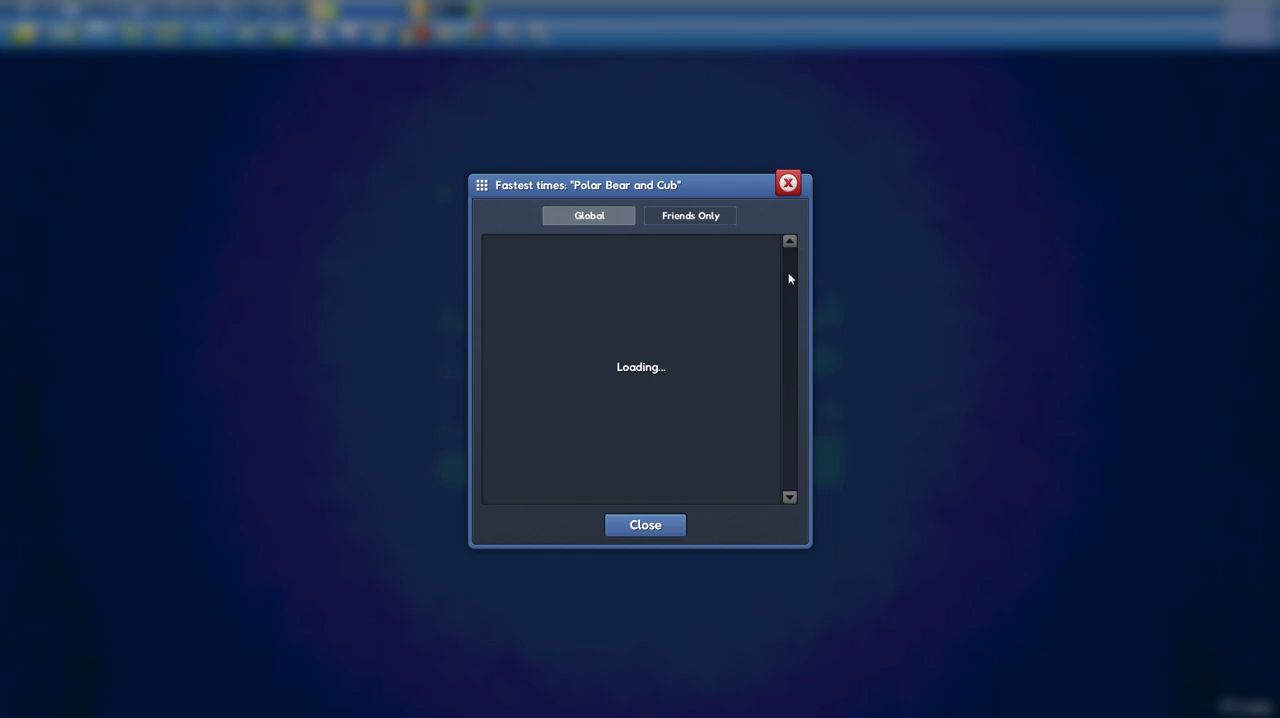 Fastest times: "Polar Bear and Cub"
Global
Friends Only
Loading...
Close